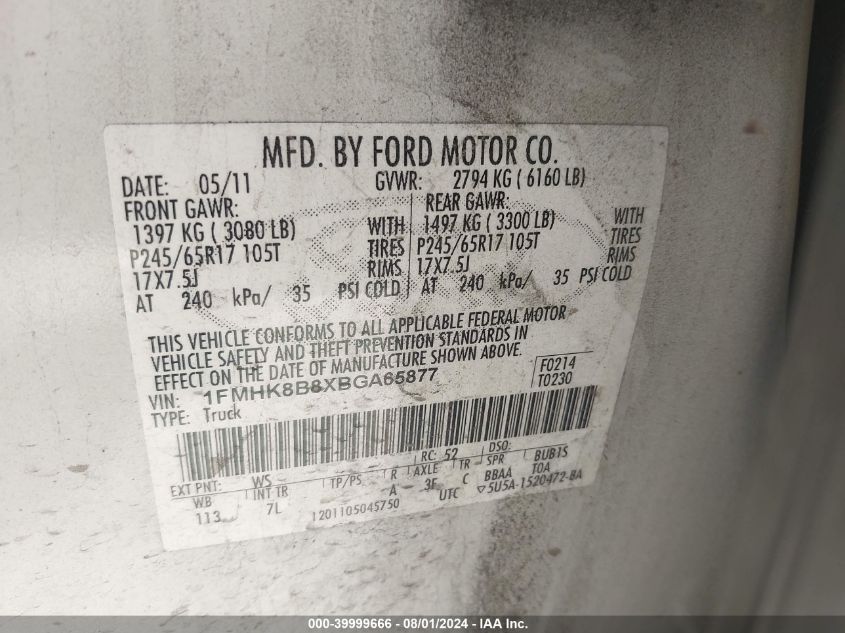 MFD. BY FORD MOTOR CO.
DATE: 05/11 GVWR: 2794 KG ( 6160 LB)
FRONT GAWR: REAR GAWR:
1397 KG ( 3080 LB) WITH 1497 KG ( 3300 LB) WITH
P245/65R17 105T TIRES P245/65R17 105T TIRES
17X7.5J RIMS 17X7.5J RIMS
AT 240 kPa/ 35 PSI COLD AT 240 kPa/ 35 PSI COLD
THIS VEHICLE CONFORMS TO ALL APPLICABLE FEDERAL MOTOR
VEHICLE SAFETY AND THEFT PREVENTION STANDARDS IN
EFFECT ON THE DATE OF MANUFACTURE SHOWN ABOVE.
VIN: 1FMHK8B8XBGA65877 F0214
TYPE: Truck T0230
EXT PNT: WS RC: 52 DSO:
WB INT TR TP/PS R AXLE TR SPR BUB1S
113 7L A 3F C BBAA TOA
1201105045750 UTC ▽5U5A-1520472-BA
000-39999666 - 08/01/2024 - IAA Inc.